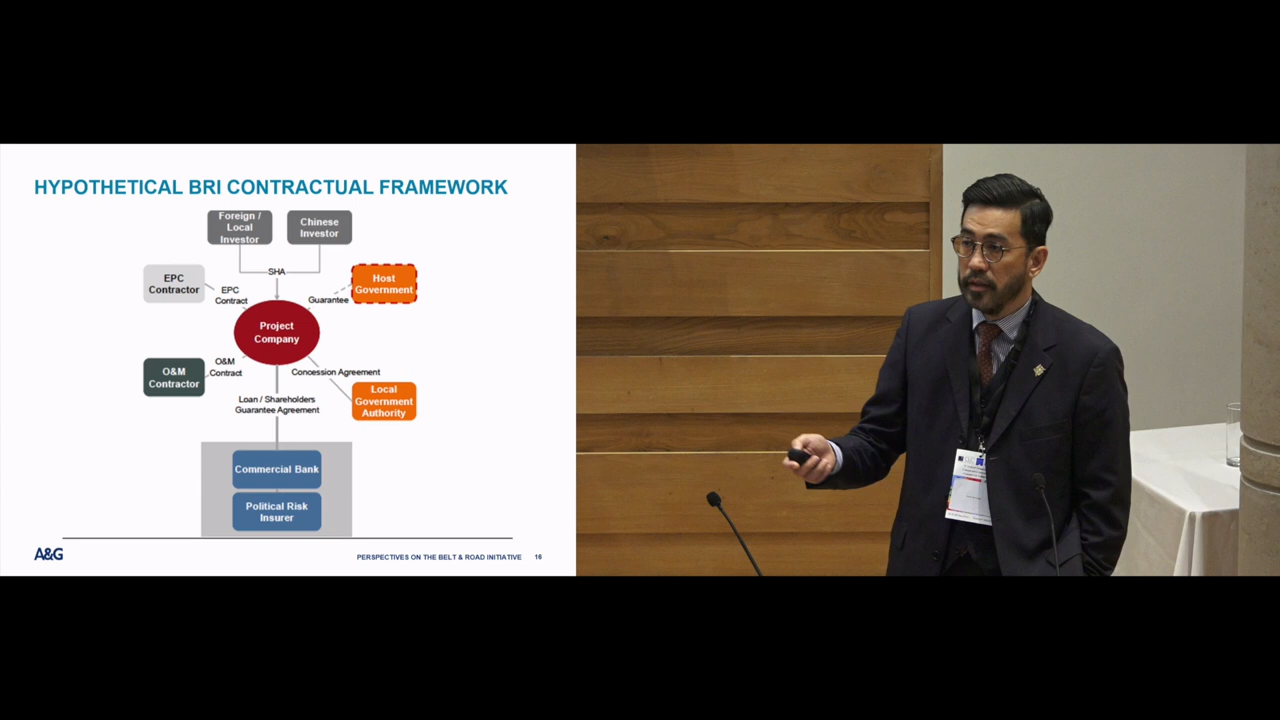 HYPOTHETICAL BRI CONTRACTUAL FRAMEWORK
Foreign /
Local
Investor
Chinese
Investor
SHA
EPC
Contractor
EPC
Contract
Host
Government
Guarantee
Project
Company
O&M
Contractor
O&M
Contract
Concession Agreement
Local
Government
Authority
Loan / Shareholders
Guarantee Agreement
Commercial Bank
Political Risk
Insurer
A&G
PERSPECTIVES ON THE BELT & ROAD INITIATIVE
16